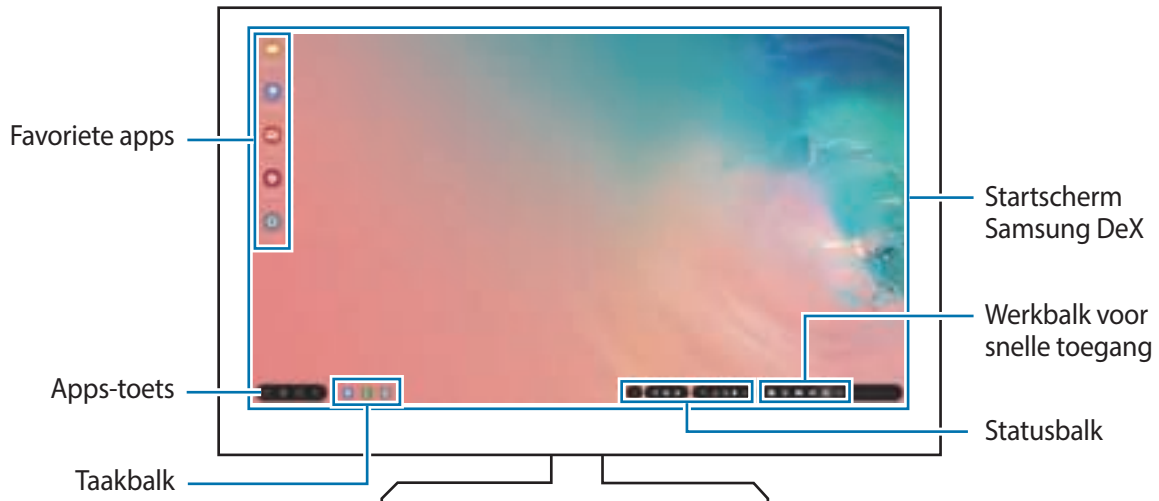 Favoriete apps
Startscherm
Samsung DeX
Werkbalk voor
snelle toegang
Apps-toets
Statusbalk
Taakbalk